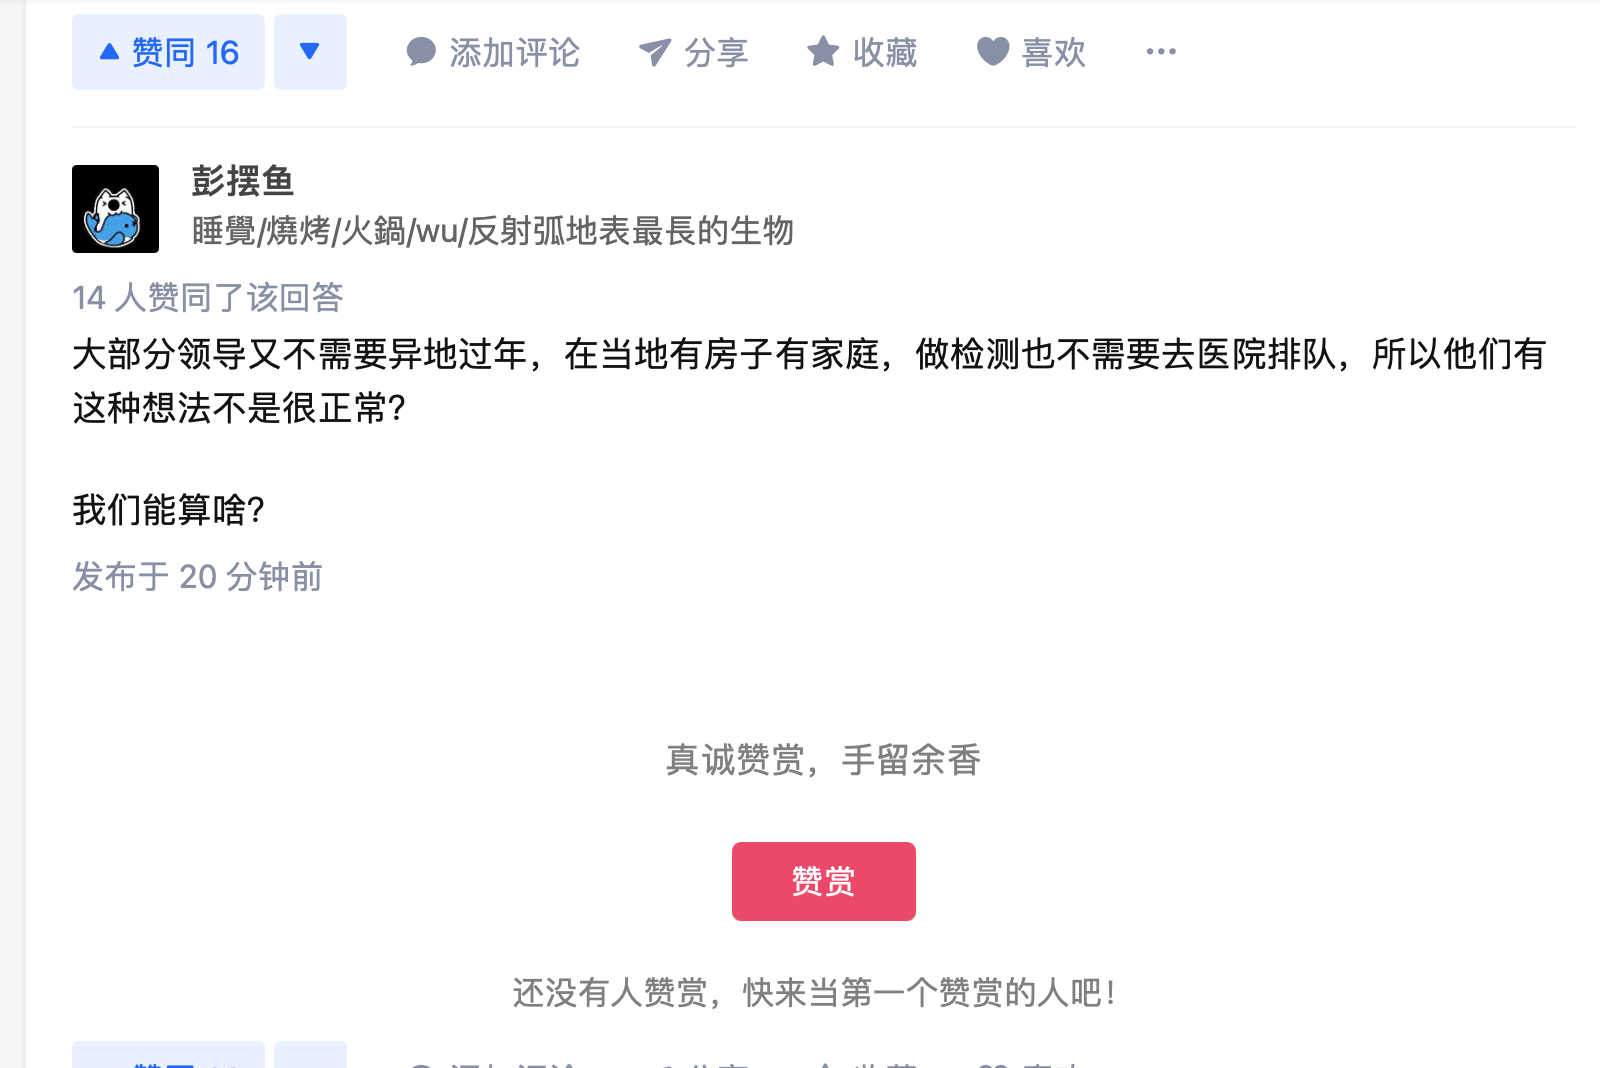 赞同 16 添加评论 分享 收藏 喜欢
彭摆鱼
睡覺/燒烤/火鍋/wu/反射弧地表最長的生物
14 人赞同了该回答
大部分领导又不需要异地过年，在当地有房子有家庭，做检测也不需要去医院排队，所以他们有
这种想法不是很正常？
我们能算啥？
发布于 20 分钟前
真诚赞赏，手留余香
赞赏
还没有人赞赏，快来当第一个赞赏的人吧！